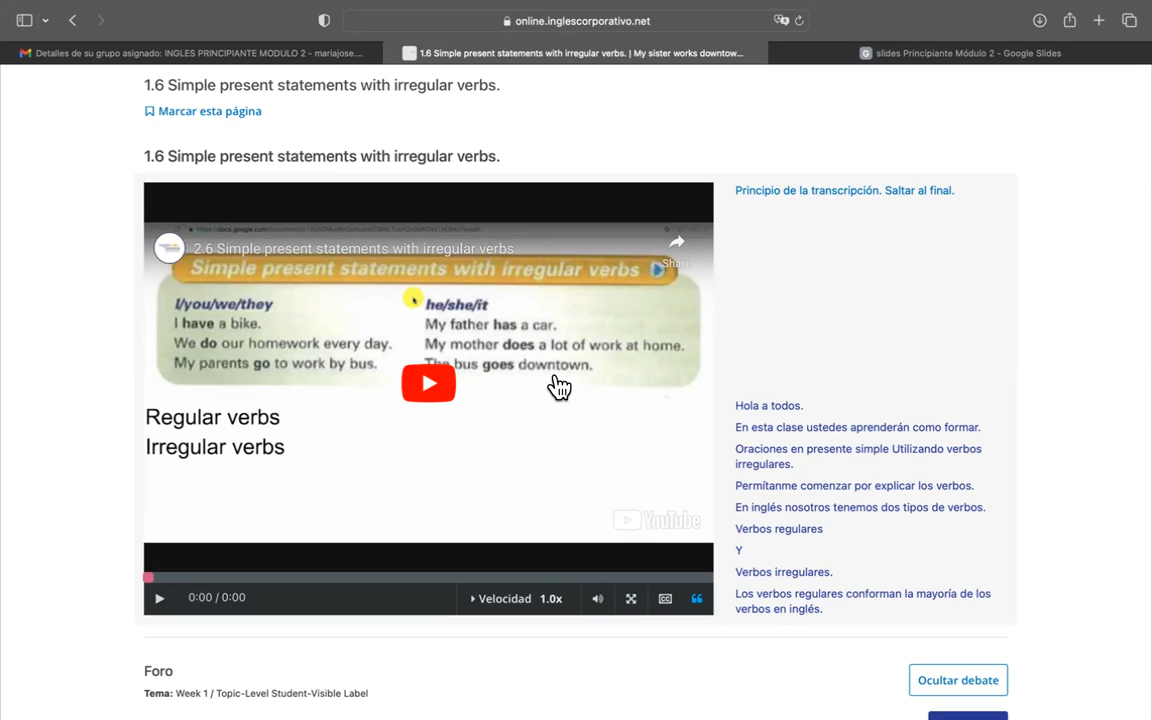 online.inglescorporativo.net
Detalles de su grupo asignado: INGLES PRINCIPIANTE MODULO 2 - mariajose....
1.6 Simple present statements with irregular verbs. | My sister works downtow...
G
slides Principiante Módulo 2 - Google Slides
1.6 Simple present statements with irregular verbs.
Marcar esta página
1.6 Simple present statements with irregular verbs.
2.6 Simple present statements with irregular verbs
Share
Simple present statements with irregular verbs
I/you/we/they
I have a bike.
We do our homework every day.
My parents go to work by bus.
he/she/it
My father has a car.
My mother does a lot of work at home.
The bus goes downtown.
Regular verbs
Irregular verbs
YouTube
0:00 / 0:00
Velocidad 1.0x
CC
Principio de la transcripción. Saltar al final.
Hola a todos.
En esta clase ustedes aprenderán como formar.
Oraciones en presente simple Utilizando verbos
irregulares.
Permítanme comenzar por explicar los verbos.
En inglés nosotros tenemos dos tipos de verbos.
Verbos regulares
Y
Verbos irregulares.
Los verbos regulares conforman la mayoría de los
verbos en inglés.
Foro
Tema: Week 1 / Topic-Level Student-Visible Label
Ocultar debate